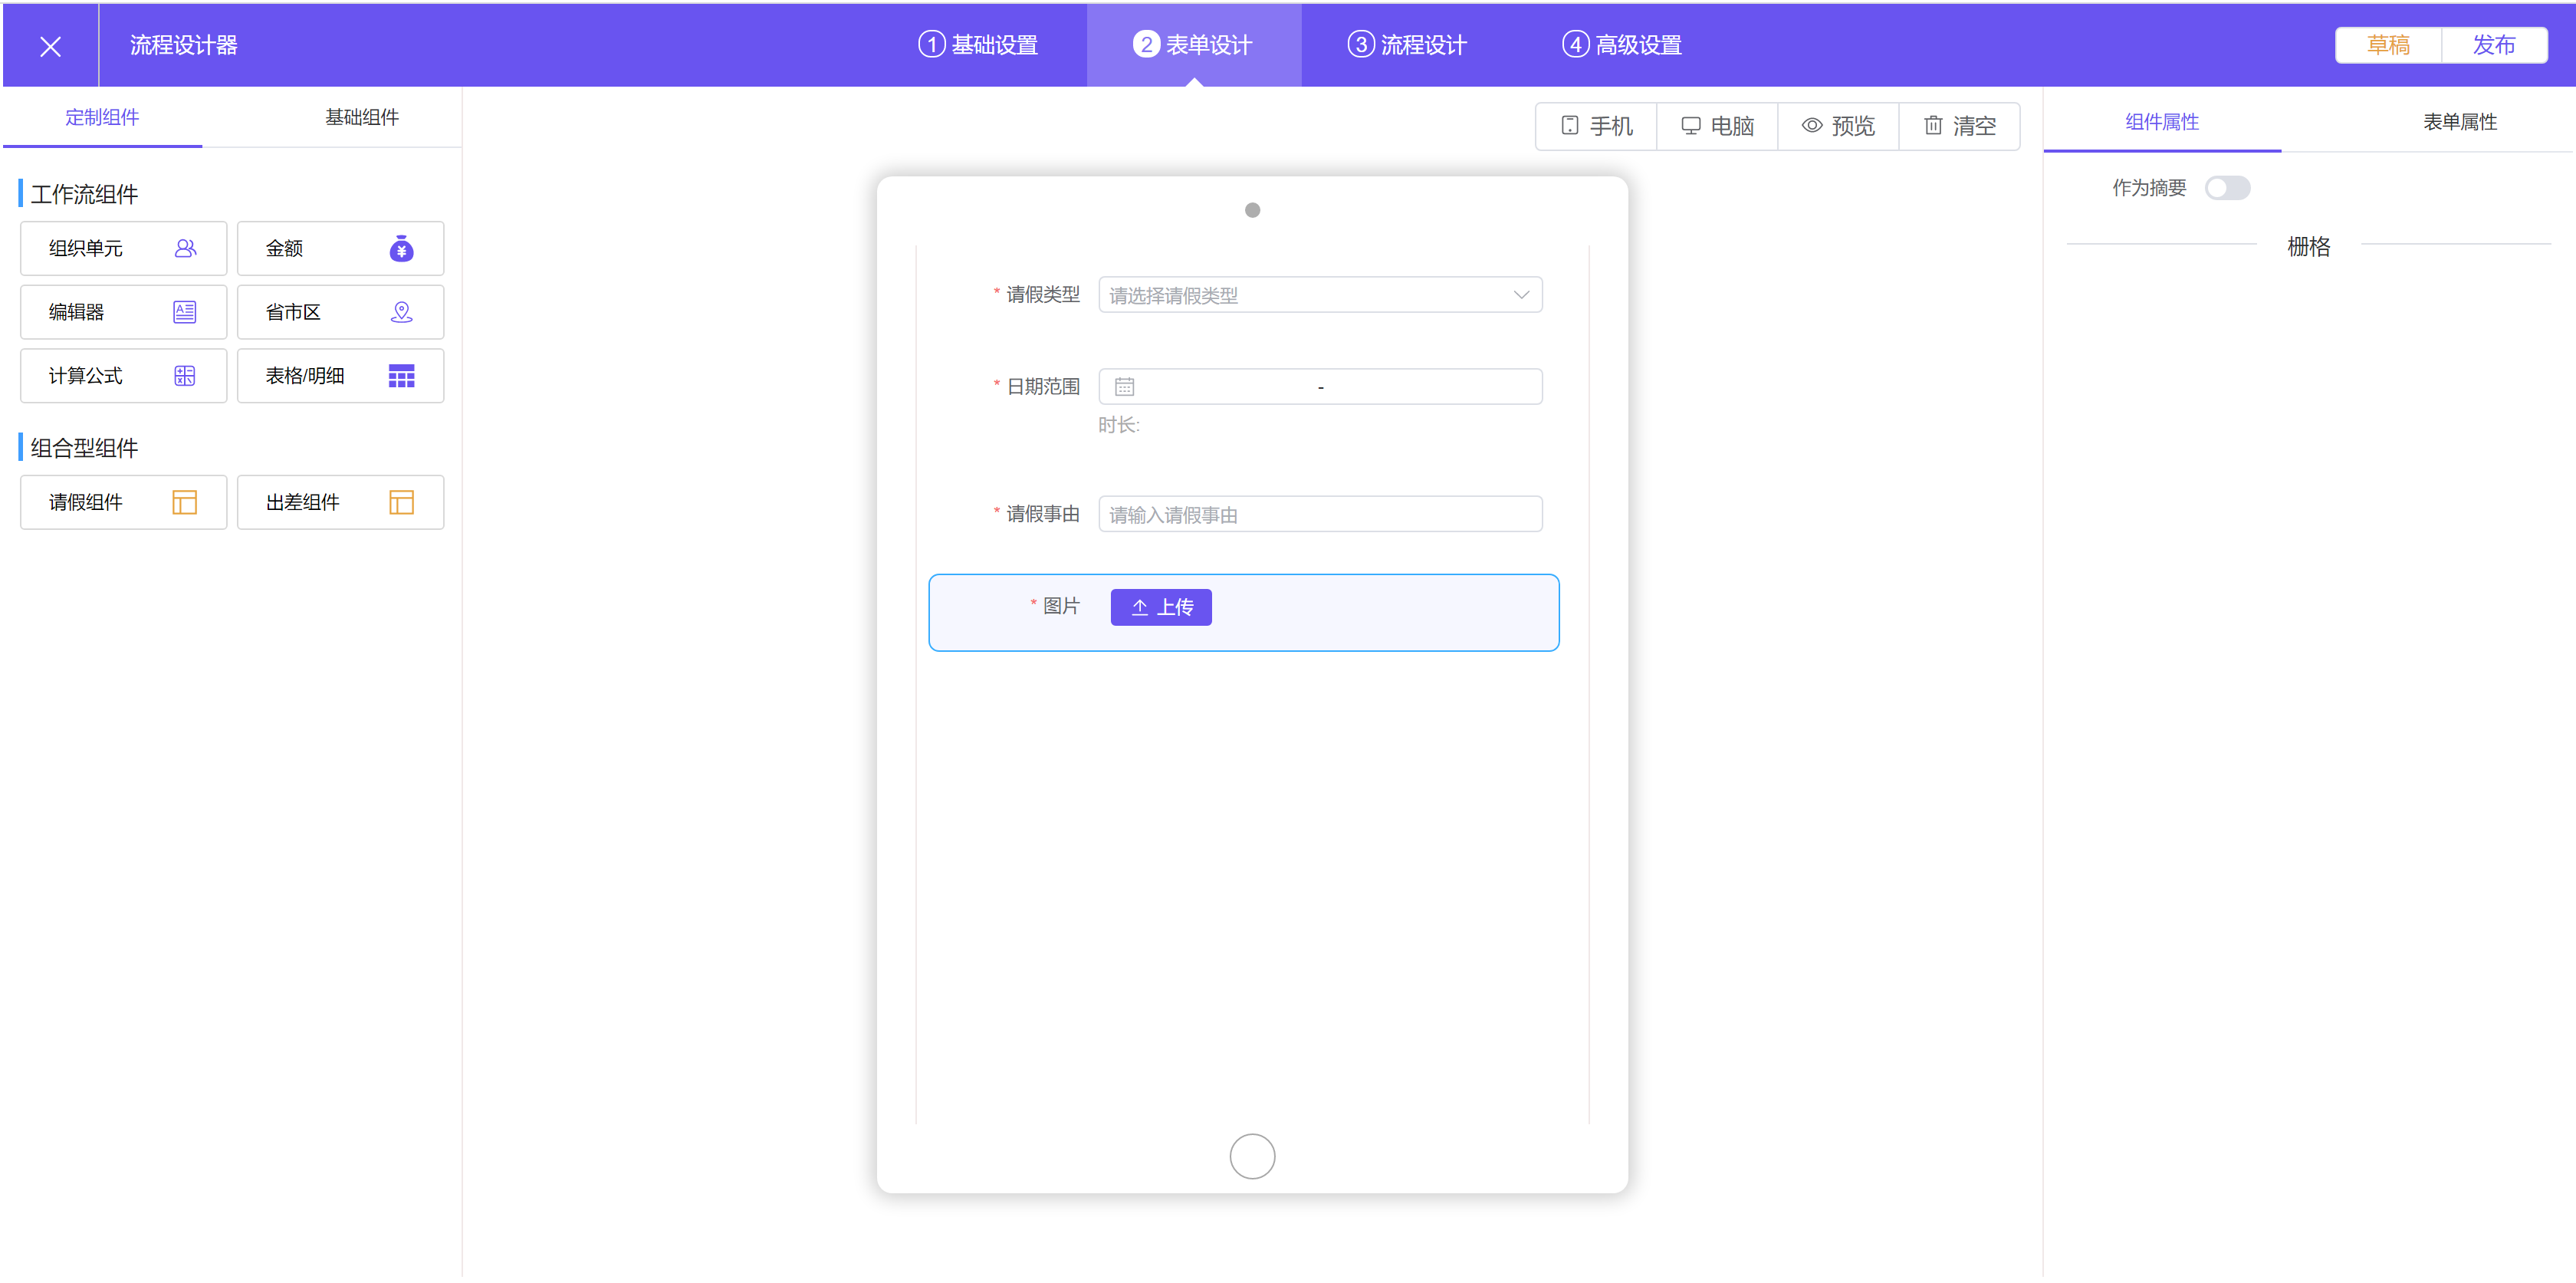 流程设计器
1 基础设置
2 表单设计
3 流程设计
4 高级设置
草稿
发布
定制组件
基础组件
手机
电脑
预览
清空
组件属性
表单属性
工作流组件
组织单元
金额
编辑器
省市区
计算公式
表格/明细
组合型组件
请假组件
出差组件
* 请假类型
请选择请假类型
* 日期范围
-
时长:
* 请假事由
请输入请假事由
* 图片
上传
作为摘要
栅格